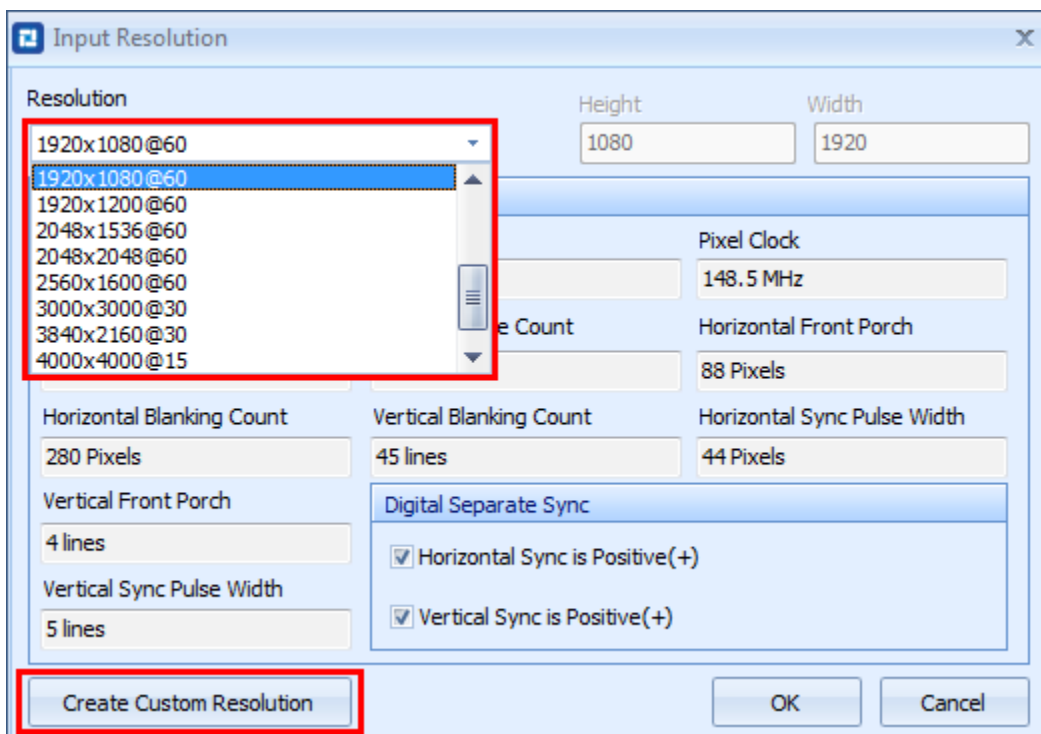 Input Resolution
Resolution
Height
Width
1920x1080@60
1080
1920
1920x1080@60
1920x1200@60
2048x1536@60
2048x2048@60
2560x1600@60
3000x3000@30
3840x2160@30
4000x4000@15
Pixel Clock
148.5 MHz
Count
Horizontal Front Porch
88 Pixels
Horizontal Blanking Count
Vertical Blanking Count
Horizontal Sync Pulse Width
280 Pixels
45 lines
44 Pixels
Vertical Front Porch
Digital Separate Sync
4 lines
Horizontal Sync is Positive(+)
Vertical Sync Pulse Width
Vertical Sync is Positive(+)
5 lines
Create Custom Resolution
OK
Cancel